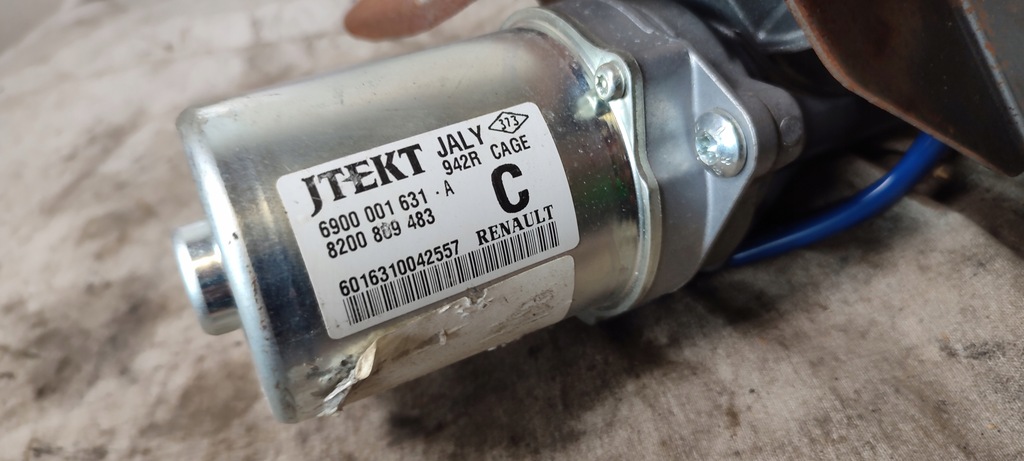 JTEKT JALY 373
942R CAGE
6900 001 631 · A
8200 809 483
C
RENAULT
6016310042557